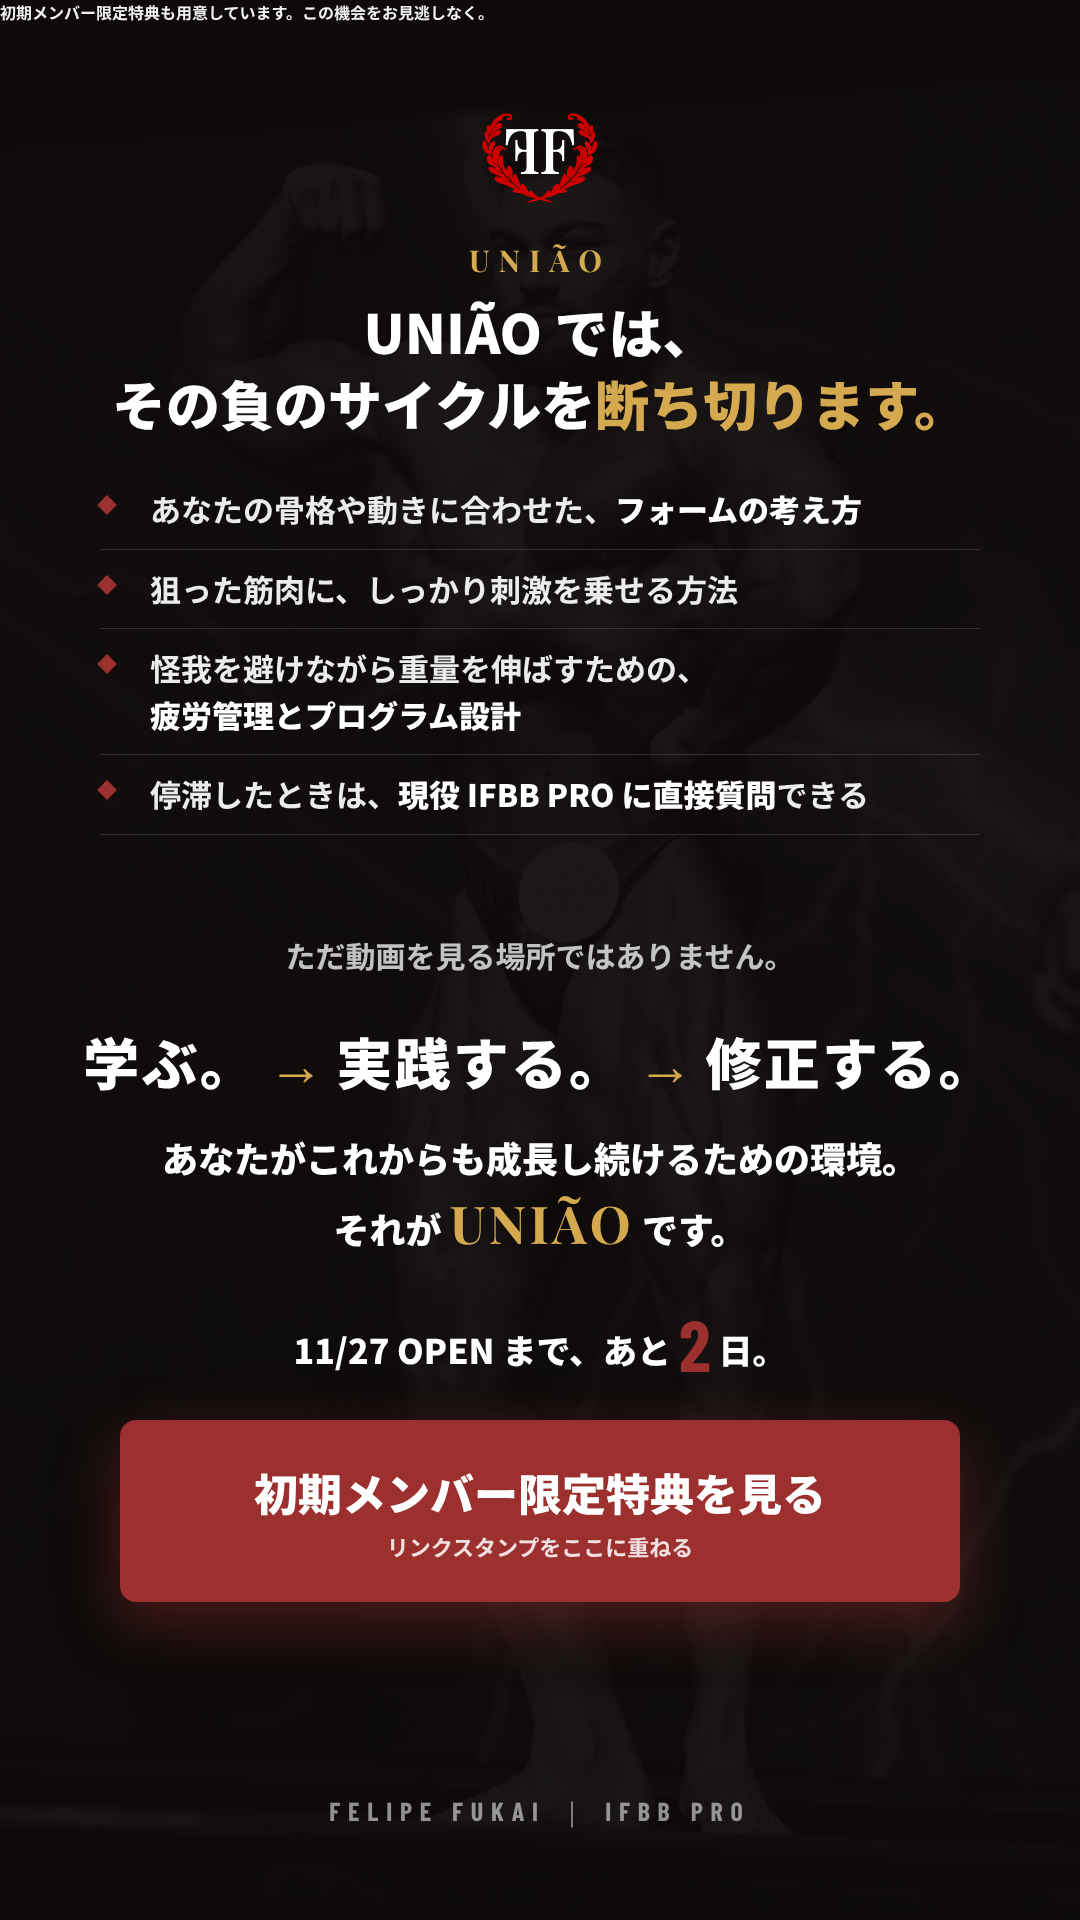 初期メンバー限定特典も用意しています。この機会をお見逃しなく。
FF
UNIÃO
UNIÃO では、
その負のサイクルを断ち切ります。
あなたの骨格や動きに合わせた、フォームの考え方
狙った筋肉に、しっかり刺激を乗せる方法
怪我を避けながら重量を伸ばすための、
疲労管理とプログラム設計
停滞したときは、現役 IFBB PRO に直接質問できる
ただ動画を見る場所ではありません。
学ぶ。 → 実践する。 → 修正する。
あなたがこれからも成長し続けるための環境。
それが UNIÃO です。
11/27 OPEN まで、あと 2 日。
初期メンバー限定特典を見る
リンクスタンプをここに重ねる
FELIPE FUKAI | IFBB PRO